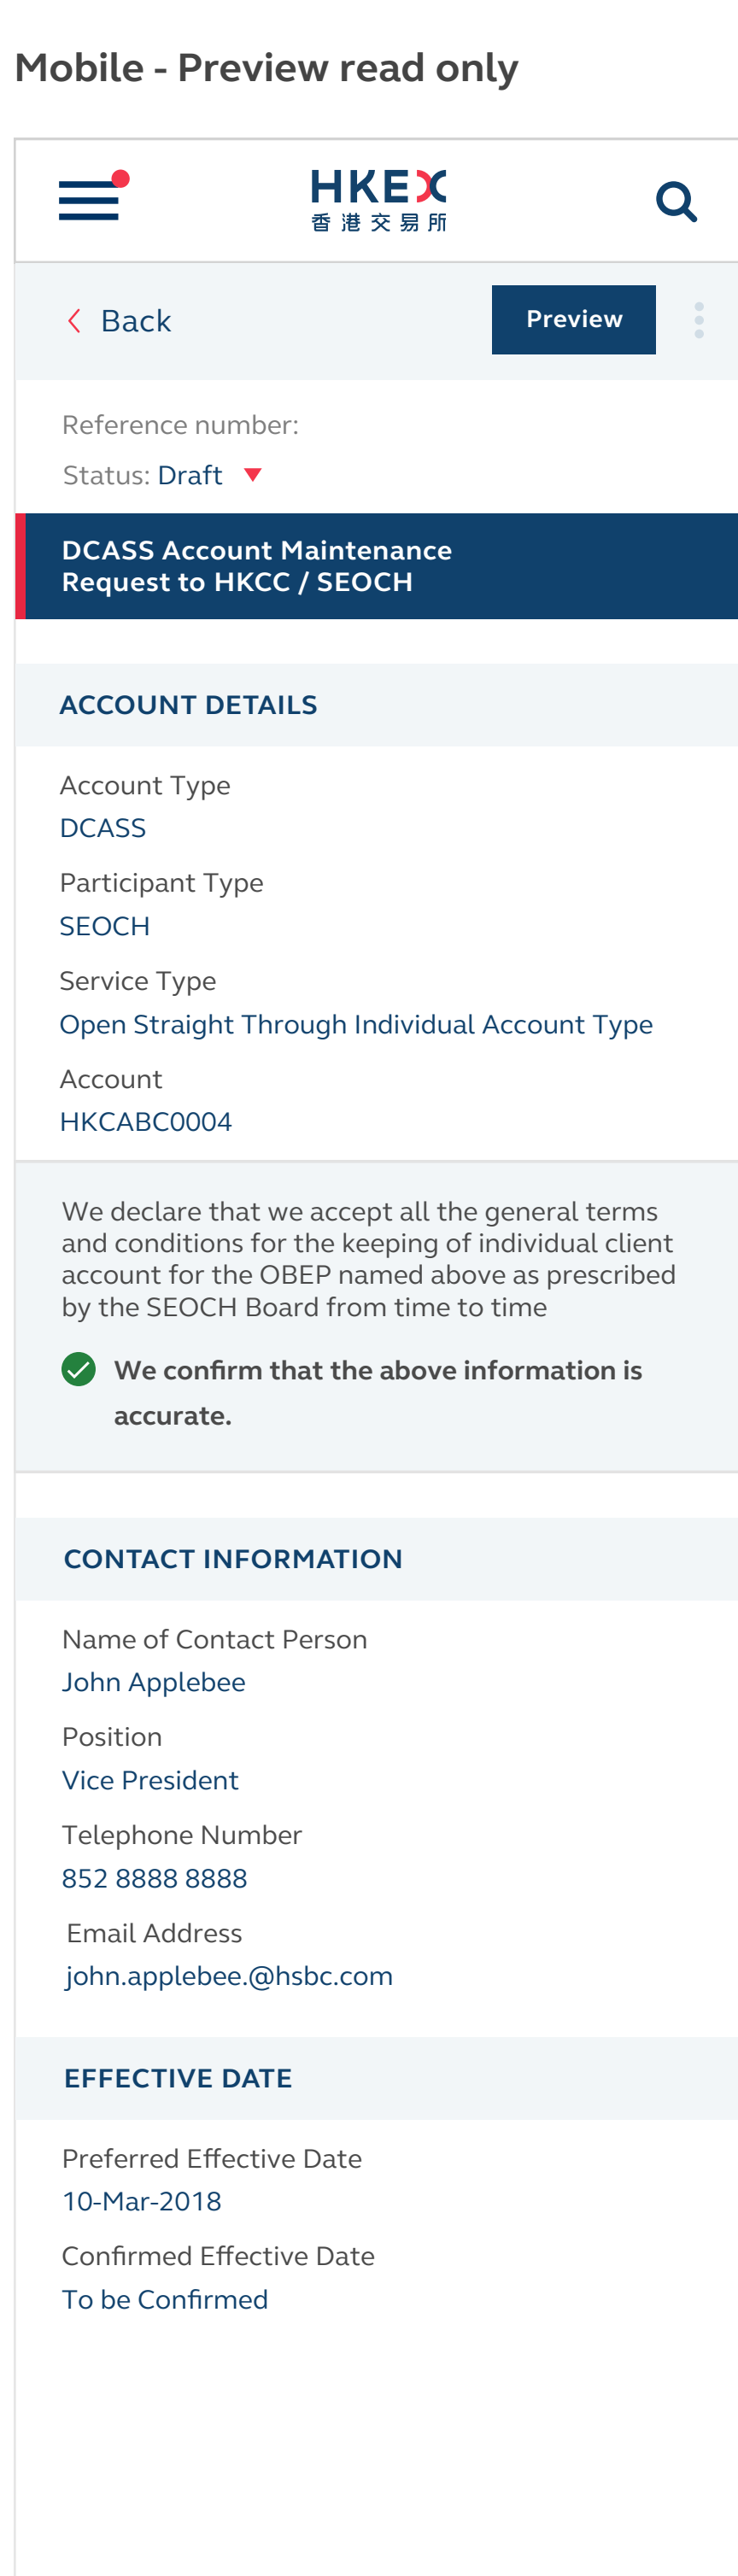 Mobile - Preview read only
HKEX
香港交易所
Back
Preview
Reference number:
Status: Draft
DCASS Account Maintenance
Request to HKCC / SEOCH
ACCOUNT DETAILS
Account Type
DCASS
Participant Type
SEOCH
Service Type
Open Straight Through Individual Account Type
Account
HKCABC0004
We declare that we accept all the general terms
and conditions for the keeping of individual client
account for the OBEP named above as prescribed
by the SEOCH Board from time to time
We confirm that the above information is
accurate.
CONTACT INFORMATION
Name of Contact Person
John Applebee
Position
Vice President
Telephone Number
852 8888 8888
Email Address
john.applebee.@hsbc.com
EFFECTIVE DATE
Preferred Effective Date
10-Mar-2018
Confirmed Effective Date
To be Confirmed